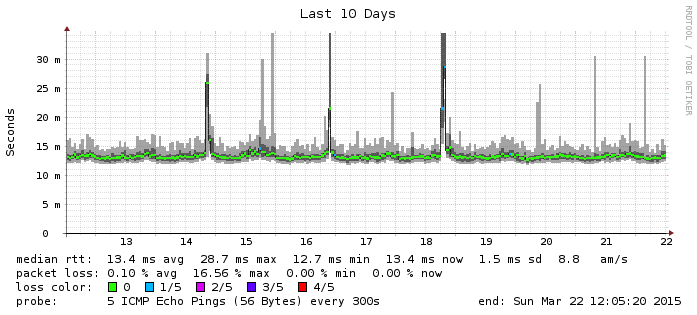 Last 10 Days
RRDTOOL / TOBI OETIKER
Seconds
30 m
25 m
20 m
15 m
10 m
5 m
0
13 14 15 16 17 18 19 20 21 22
median rtt: 13.4 ms avg 28.7 ms max 12.7 ms min 13.4 ms now 1.5 ms sd 8.8 am/s
packet loss: 0.10 % avg 16.56 % max 0.00 % min 0.00 % now
loss color: 0 1/5 2/5 3/5 4/5
probe: 5 ICMP Echo Pings (56 Bytes) every 300s end: Sun Mar 22 12:05:20 2015